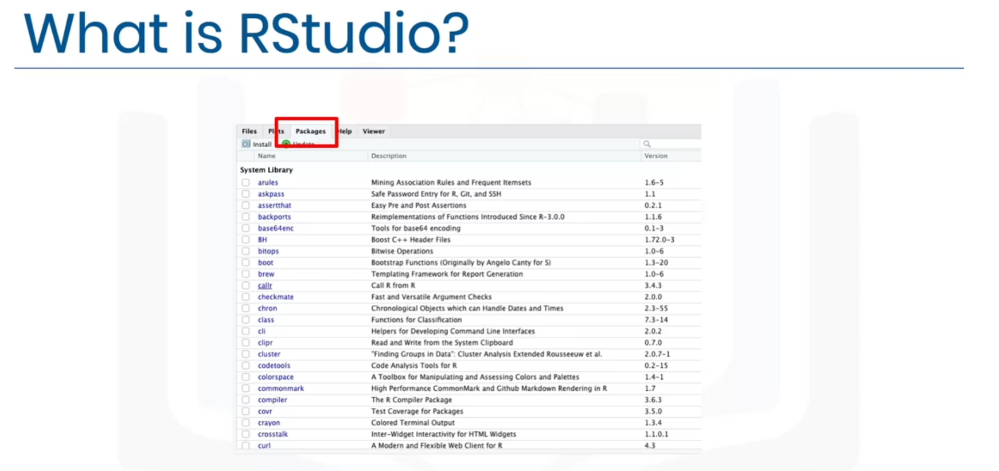 What is RStudio?
Files Plots Packages Help Viewer
Install Update
Name Description Version
System Library
arules Mining Association Rules and Frequent Itemsets 1.6-5
askpass Safe Password Entry for R, Git, and SSH 1.1
assertthat Easy Pre and Post Assertions 0.2.1
backports Reimplementations of Functions Introduced Since R-3.0.0 1.1.6
base64enc Tools for base64 encoding 0.1-3
BH Boost C++ Header Files 1.72.0-3
bitops Bitwise Operations 1.0-6
boot Bootstrap Functions (Originally by Angelo Canty for S) 1.3-20
brew Templating Framework for Report Generation 1.0-6
callr Call R from R 3.4.3
checkmate Fast and Versatile Argument Checks 2.0.0
chron Chronological Objects which can Handle Dates and Times 2.3-55
class Functions for Classification 7.3-14
cli Helpers for Developing Command Line Interfaces 2.0.2
clipr Read and Write from the System Clipboard 0.7.0
cluster "Finding Groups in Data": Cluster Analysis Extended Rousseeuw et al. 2.0.7-1
codetools Code Analysis Tools for R 0.2-15
colorspace A Toolbox for Manipulating and Assessing Colors and Palettes 1.4-1
commonmark High Performance CommonMark and Github Markdown Rendering in R 1.7
compiler The R Compiler Package 3.6.3
covr Test Coverage for Packages 3.5.0
crayon Colored Terminal Output 1.3.4
crosstalk Inter-Widget Interactivity for HTML Widgets 1.1.0.1
curl A Modern and Flexible Web Client for R 4.3